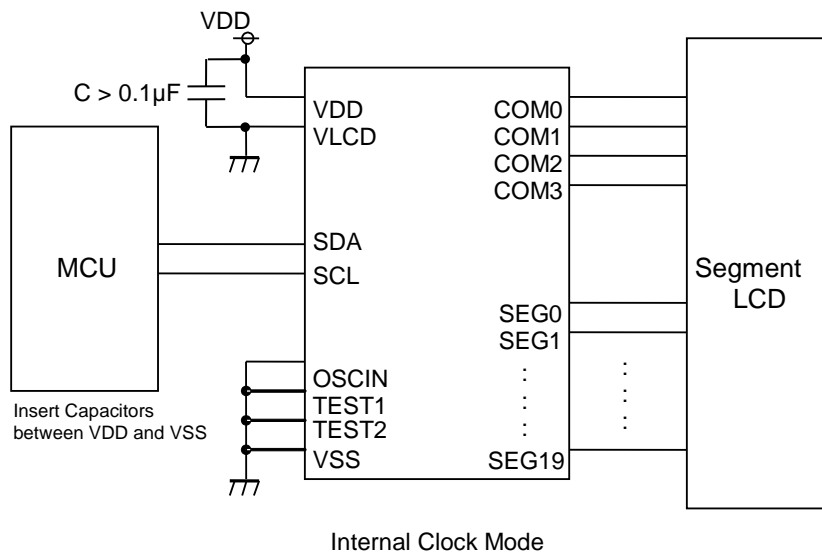 VDD
C > 0.1µF
VDD
VLCD
SDA
SCL
OSCIN
TEST1
TEST2
VSS
COM0
COM1
COM2
COM3
SEG0
SEG1
SEG19
MCU
Insert Capacitors
between VDD and VSS
Segment
LCD
Internal Clock Mode